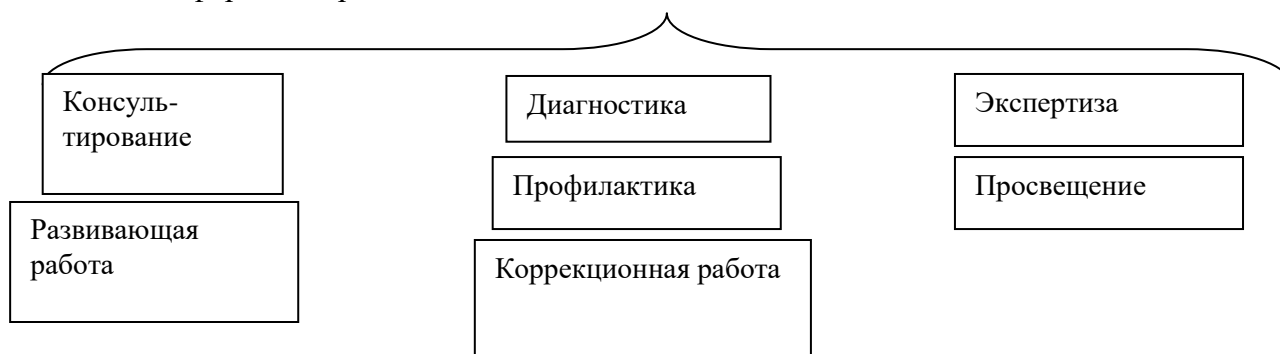 Консуль-
тирование
Развивающая
работа
Диагностика
Профилактика
Коррекционная работа
Экспертиза
Просвещение